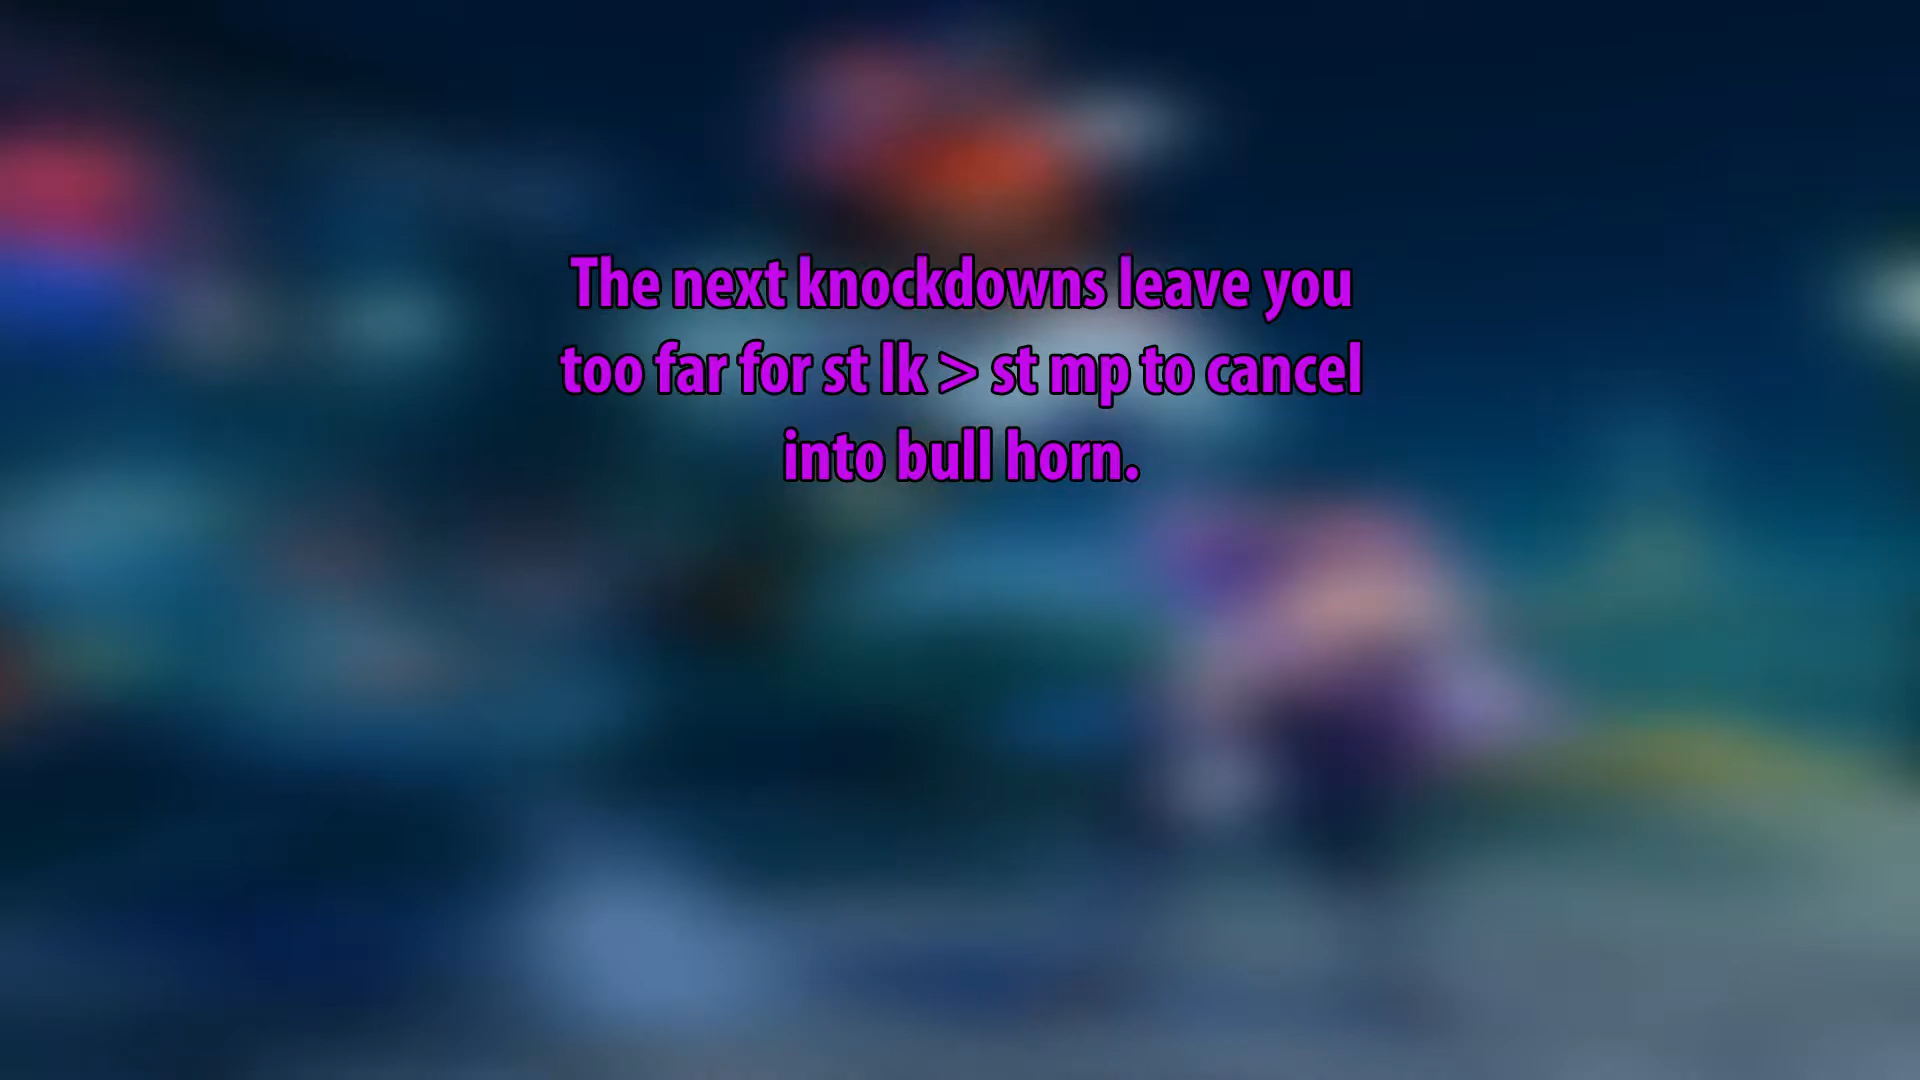 The next knockdowns leave you
too far for st lk > st mp to cancel
into bull horn.